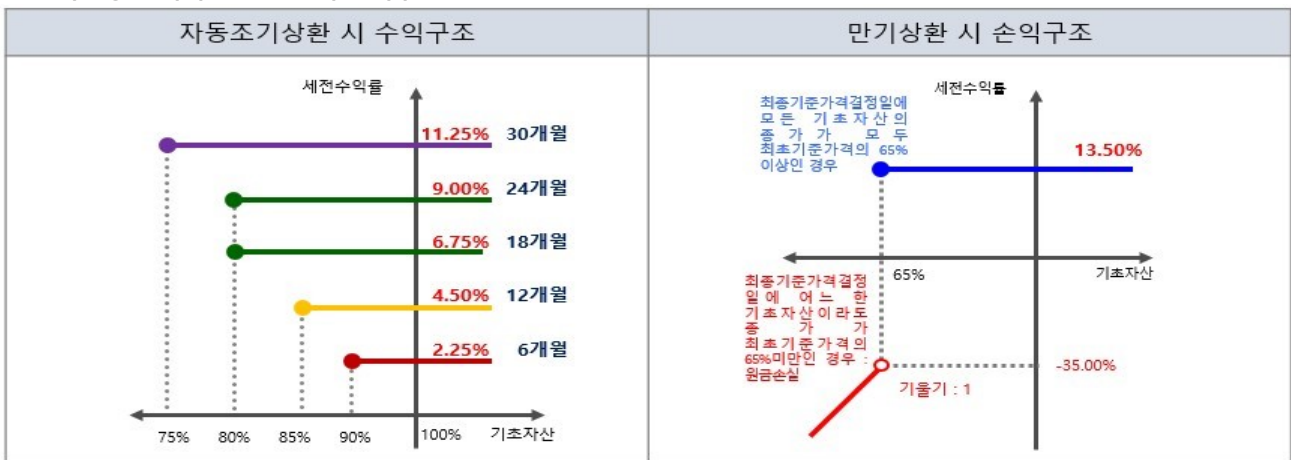 자동조기상환 시 수익구조
만기상환 시 손익구조
세전수익률
11.25% 30개월
9.00% 24개월
6.75% 18개월
4.50% 12개월
2.25% 6개월
75% 80% 85% 90% 100% 기초자산
세전수익률
최종기준가격결정일에
모든 기초자산의
종가가 모두
최초기준가격의 65%
이상인 경우
13.50%
65%
기초자산
최종기준가격결정
일에 어느 한
기초자산이라도
종가가
최초기준가격의
65%미만인 경우 :
원금손실
-35.00%
기울기 : 1